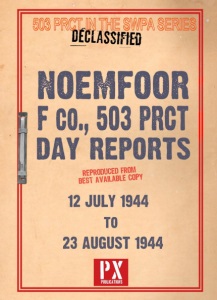 503 PRCT IN THE SWPA SERIES
DECLASSIFIED
NOEMFOOR
F CO., 503 PRCT
DAY REPORTS
REPRODUCED FROM
BEST AVAILABLE COPY
12 JULY 1944
TO
23 AUGUST 1944
PX
PUBLICATIONS